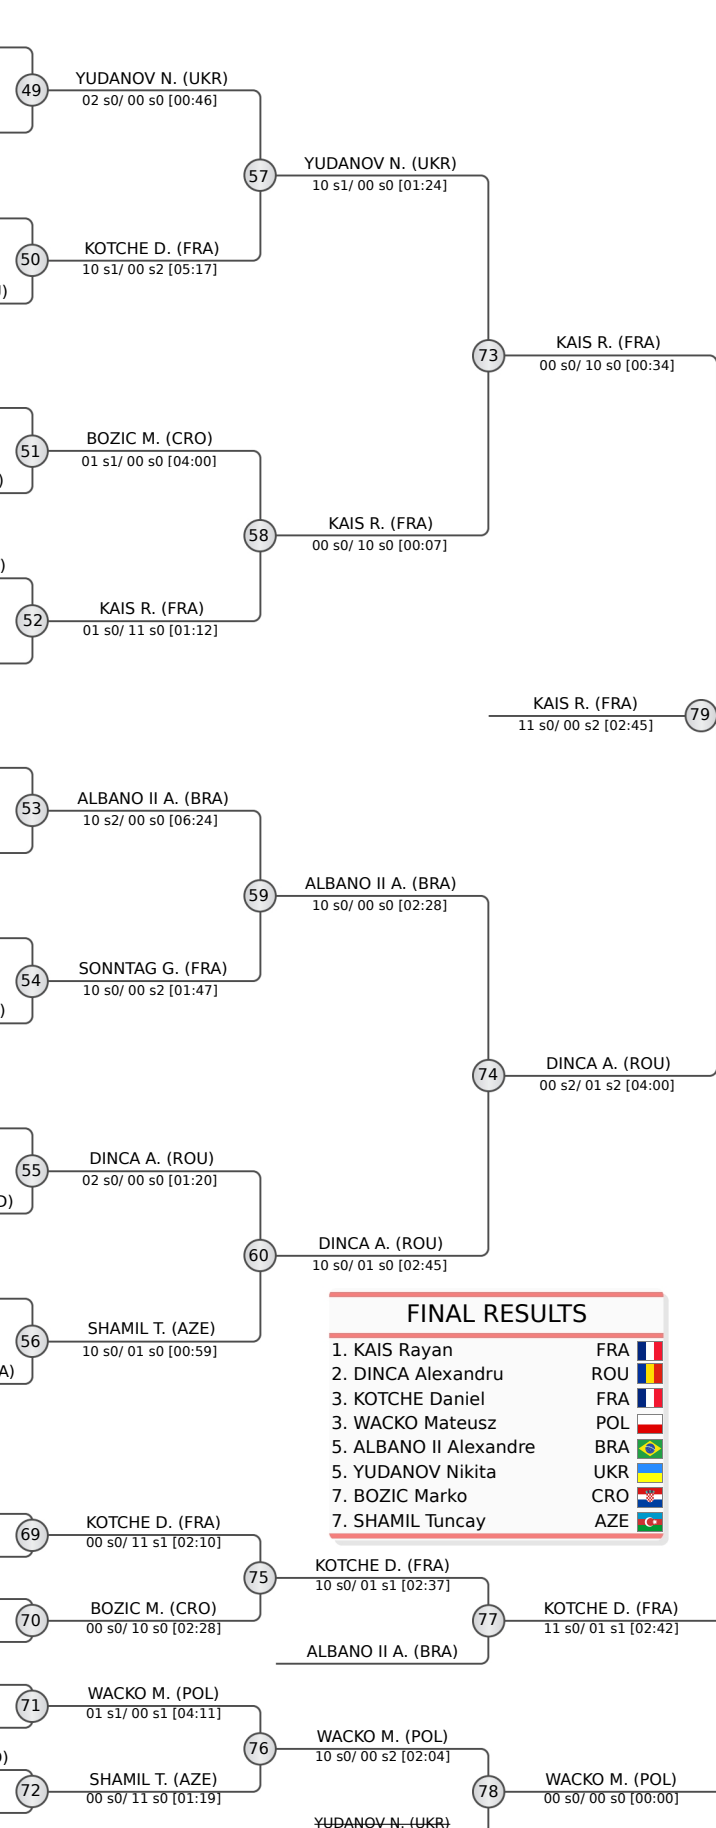 49
YUDANOV N. (UKR)
02 s0/ 00 s0 [00:46]
57
YUDANOV N. (UKR)
10 s1/ 00 s0 [01:24]
50
KOTCHE D. (FRA)
10 s1/ 00 s2 [05:17]
)
73
KAIS R. (FRA)
00 s0/ 10 s0 [00:34]
51
BOZIC M. (CRO)
01 s1/ 00 s0 [04:00]
)
58
KAIS R. (FRA)
00 s0/ 10 s0 [00:07]
)
52
KAIS R. (FRA)
01 s0/ 11 s0 [01:12]
KAIS R. (FRA)
11 s0/ 00 s2 [02:45]
79
53
ALBANO II A. (BRA)
10 s2/ 00 s0 [06:24]
59
ALBANO II A. (BRA)
10 s0/ 00 s0 [02:28]
54
SONNTAG G. (FRA)
10 s0/ 00 s2 [01:47]
)
74
DINCA A. (ROU)
00 s2/ 01 s2 [04:00]
55
DINCA A. (ROU)
02 s0/ 00 s0 [01:20]
)
60
DINCA A. (ROU)
10 s0/ 01 s0 [02:45]
56
SHAMIL T. (AZE)
10 s0/ 01 s0 [00:59]
A)
FINAL RESULTS
1. KAIS Rayan FRA
2. DINCA Alexandru ROU
3. KOTCHE Daniel FRA
3. WACKO Mateusz POL
5. ALBANO II Alexandre BRA
5. YUDANOV Nikita UKR
7. BOZIC Marko CRO
7. SHAMIL Tuncay AZE
69
KOTCHE D. (FRA)
00 s0/ 11 s1 [02:10]
75
KOTCHE D. (FRA)
10 s0/ 01 s1 [02:37]
70
BOZIC M. (CRO)
00 s0/ 10 s0 [02:28]
77
KOTCHE D. (FRA)
11 s0/ 01 s1 [02:42]
ALBANO II A. (BRA)
71
WACKO M. (POL)
01 s1/ 00 s1 [04:11]
76
WACKO M. (POL)
10 s0/ 00 s2 [02:04]
)
72
SHAMIL T. (AZE)
00 s0/ 11 s0 [01:19]
78
WACKO M. (POL)
00 s0/ 00 s0 [00:00]
YUDANOV N. (UKR)